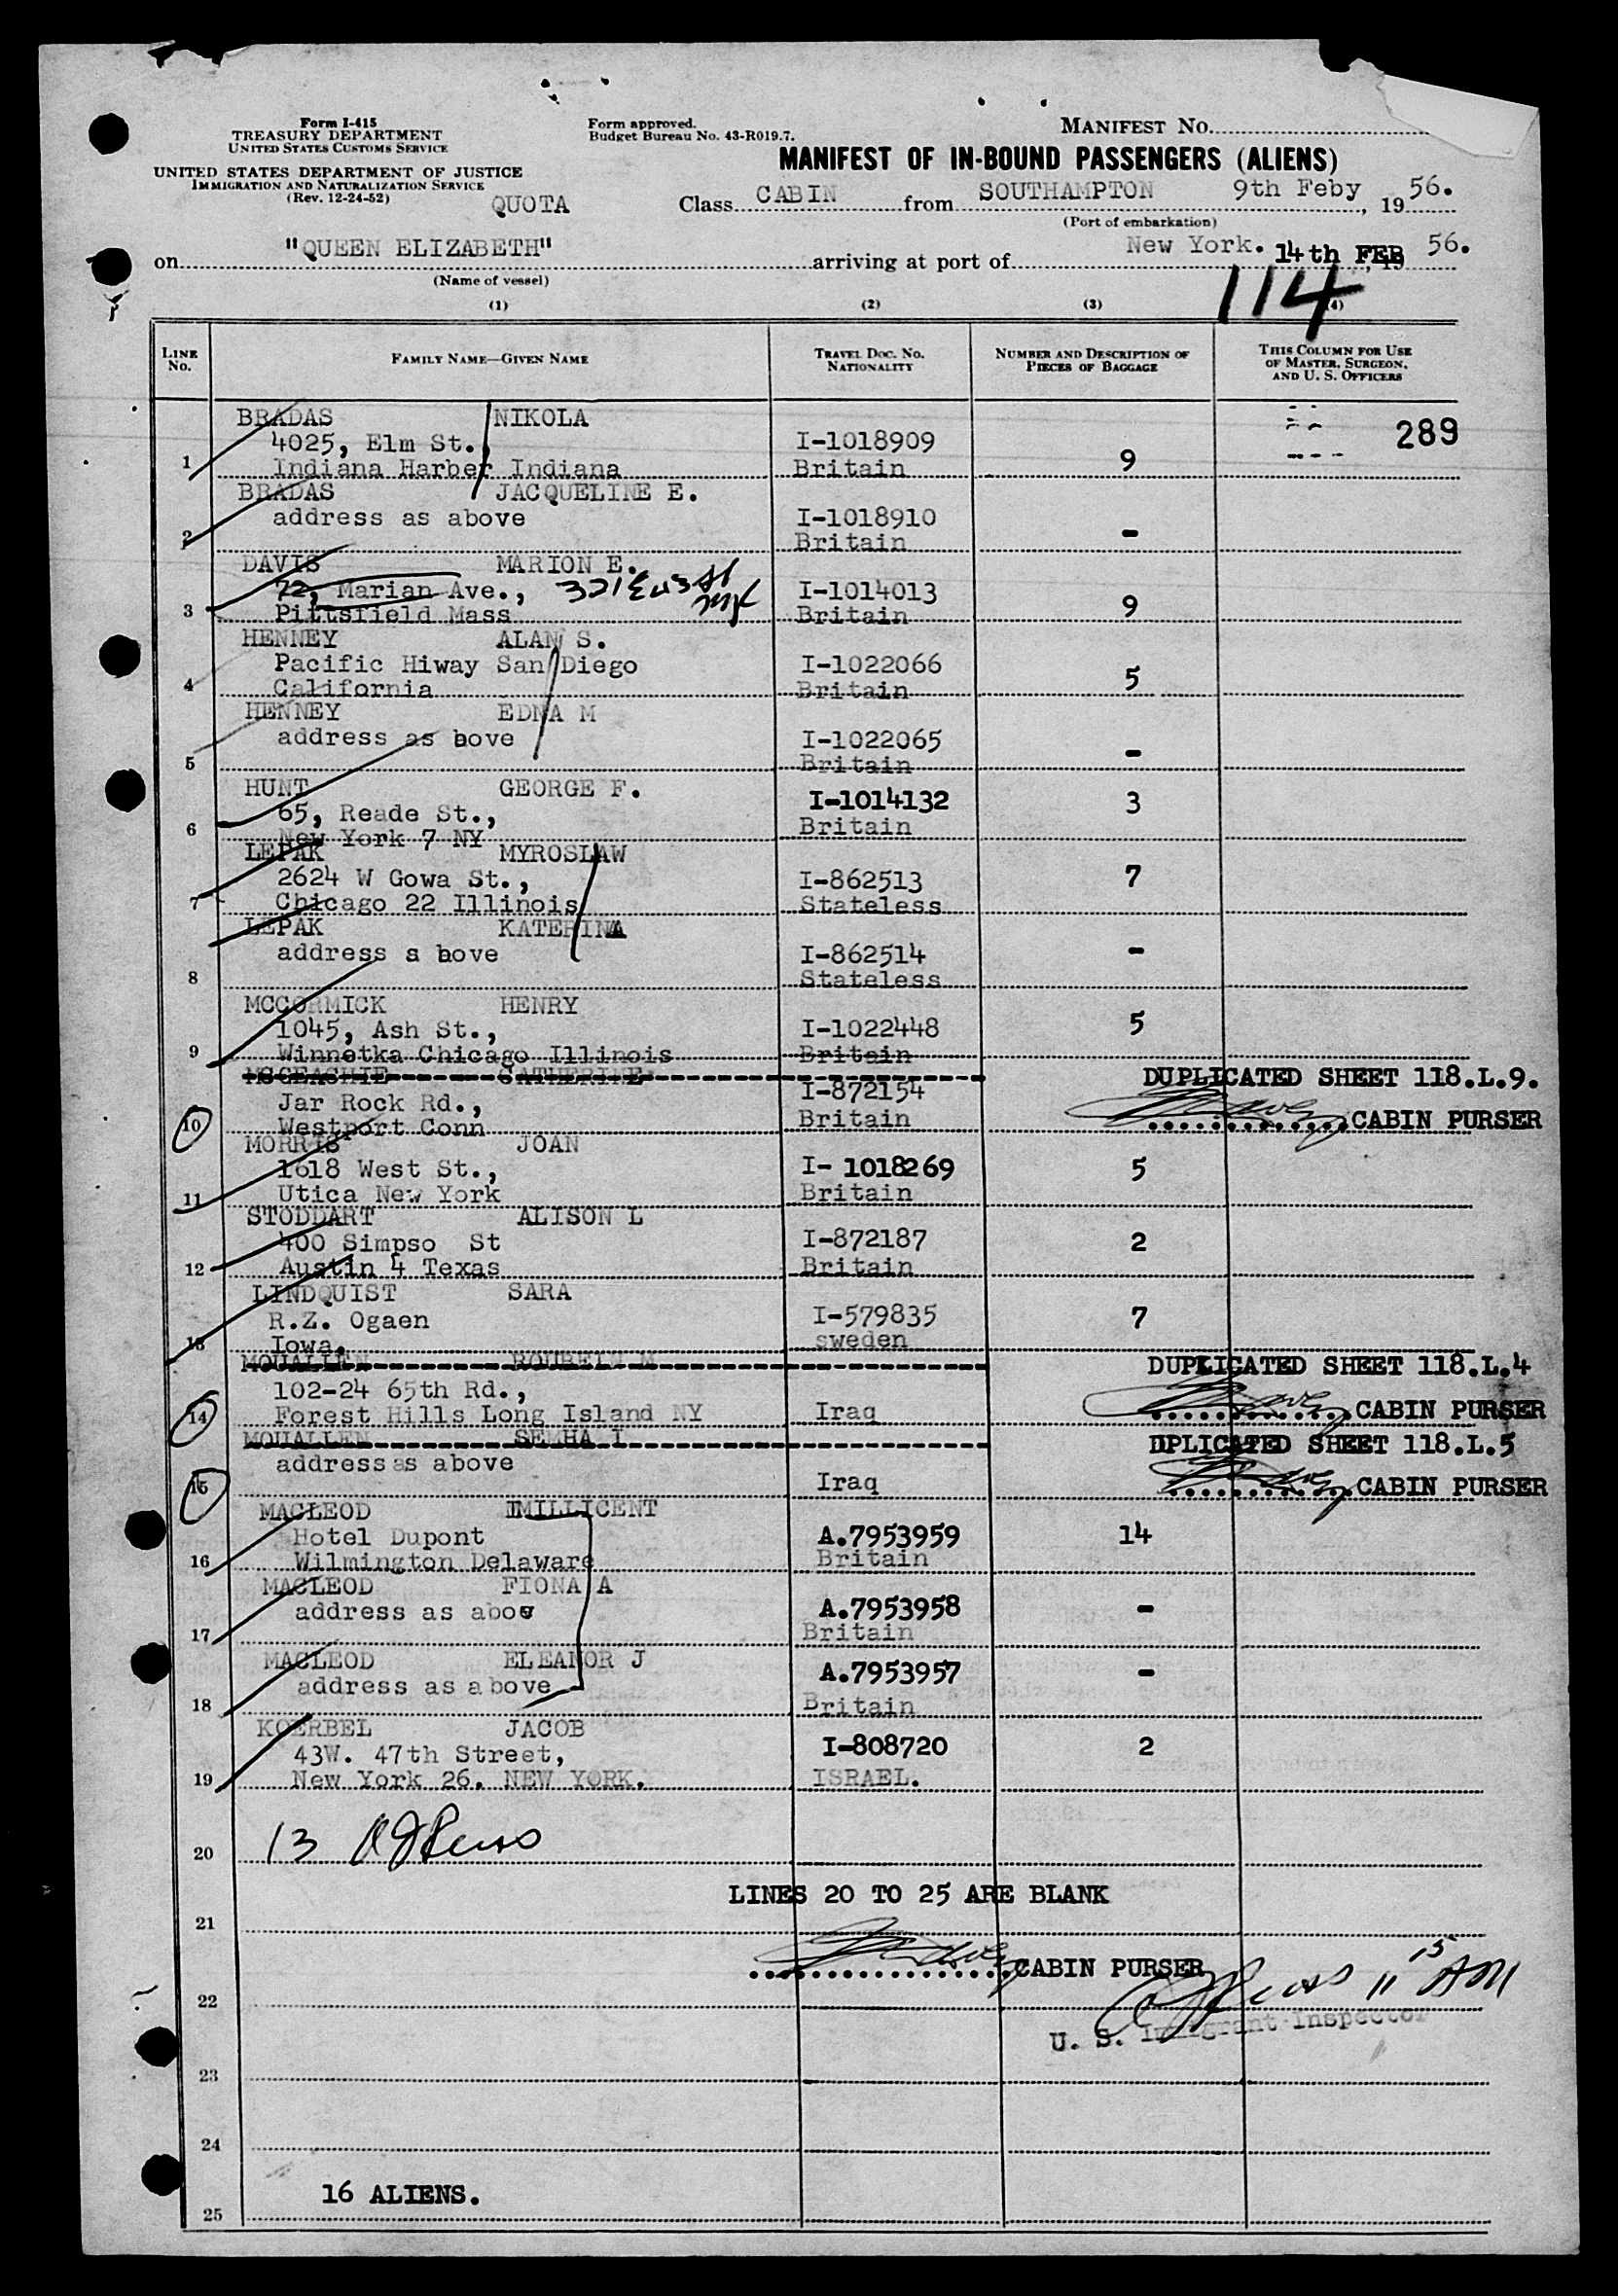 Form I-415
TREASURY DEPARTMENT
UNITED STATES CUSTOMS SERVICE
UNITED STATES DEPARTMENT OF JUSTICE
IMMIGRATION AND NATURALIZATION SERVICE
(Rev. 12-24-52)
Form approved.
Budget Bureau No. 43-R019.7.
MANIFEST NO.
MANIFEST OF IN-BOUND PASSENGERS (ALIENS)
QUOTA Class CABIN from SOUTHAMPTON 9th Feby, 1956.
(Port of embarkation)
on "QUEEN ELIZABETH" arriving at port of New York. 14th FEB, 19 56.
(Name of vessel)
114
(1) (2) (3) (4)
LINE NO. FAMILY NAME—GIVEN NAME TRAVEL DOC. NO. NATIONALITY NUMBER AND DESCRIPTION OF PIECES OF BAGGAGE THIS COLUMN FOR USE OF MASTER, SURGEON, AND U. S. OFFICERS
BRADAS NIKOLA
289
4025, Elm St., I-1018909
1 Indiana Harber Indiana Britain 9
BRADAS JACQUELINE E.
address as above I-1018910
2 Britain -
DAVIS MARION E.
72, Marian Ave., 321 E 43 St I-1014013
3 Pittsfield Mass Britain 9
HENNEY ALAN S.
Pacific Hiway San Diego I-1022066
4 California Britain 5
HENNEY EDNA M
address as bove I-1022065
5 Britain -
HUNT GEORGE F. I-1014132 3
65, Reade St., Britain
6 New York 7 NY
LEPAK MYROSLAW
2624 W Gowa St., I-862513 7
7 Chicago 22 Illinois Stateless
LEPAK KATERINA
address a bove I-862514 -
8 Stateless
MCCORMICK HENRY
1045, Ash St., I-1022448 5
9 Winnetka Chicago Illinois Britain
MCGEACHIE CATHERINE DUPLICATED SHEET 118.L.9.
Jar Rock Rd., I-872154
10 Westport Conn Britain CABIN PURSER
MORRIS JOAN
1618 West St., I- 1018269 5
11 Utica New York Britain
STODDART ALISON L
400 Simpso St I-872187 2
12 Austin 4 Texas Britain
LINDQUIST SARA
R.Z. Ogaen I-579835 7
13 Iowa. sweden
MOUALLEM DUPLICATED SHEET 118.L.4
102-24 65th Rd.,
14 Forest Hills Long Island NY Iraq CABIN PURSER
MOUALLEM SEMHA I DPLICATED SHEET 118.L.5
address as above
15 Iraq CABIN PURSER
MACLEOD MILLICENT
Hotel Dupont A.7953959 14
16 Wilmington Delaware Britain
MACLEOD FIONA A
address as above A.7953958 -
17 Britain
MACLEOD ELEANOR J
address as above A.7953957 -
18 Britain
KOERBEL JACOB
43W. 47th Street, I-808720 2
19 New York 26. NEW YORK. ISRAEL.
20 13
LINES 20 TO 25 ARE BLANK
21
CABIN PURSER
11 15 AM
22
U. S. Immigrant Inspector
23
24
16 ALIENS.
25